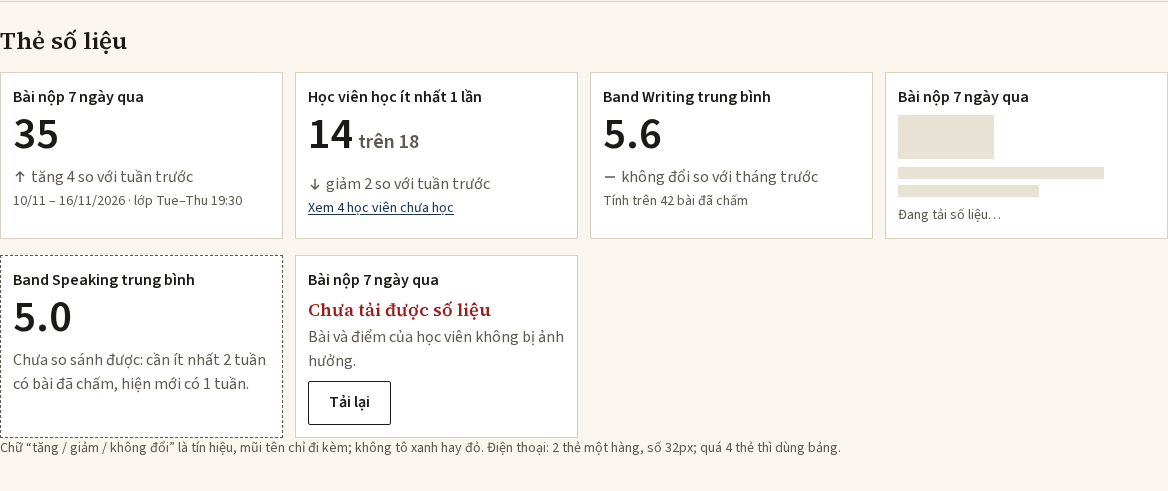 Thẻ số liệu
Bài nộp 7 ngày qua
35
↑ tăng 4 so với tuần trước
10/11 – 16/11/2026 · lớp Tue–Thu 19:30
Học viên học ít nhất 1 lần
14 trên 18
↓ giảm 2 so với tuần trước
Xem 4 học viên chưa học
Band Writing trung bình
5.6
— không đổi so với tháng trước
Tính trên 42 bài đã chấm
Bài nộp 7 ngày qua
Đang tải số liệu…
Band Speaking trung bình
5.0
Chưa so sánh được: cần ít nhất 2 tuần
có bài đã chấm, hiện mới có 1 tuần.
Bài nộp 7 ngày qua
Chưa tải được số liệu
Bài và điểm của học viên không bị ảnh
hưởng.
Tải lại
Chữ “tăng / giảm / không đổi” là tín hiệu, mũi tên chỉ đi kèm; không tô xanh hay đỏ. Điện thoại: 2 thẻ một hàng, số 32px; quá 4 thẻ thì dùng bảng.